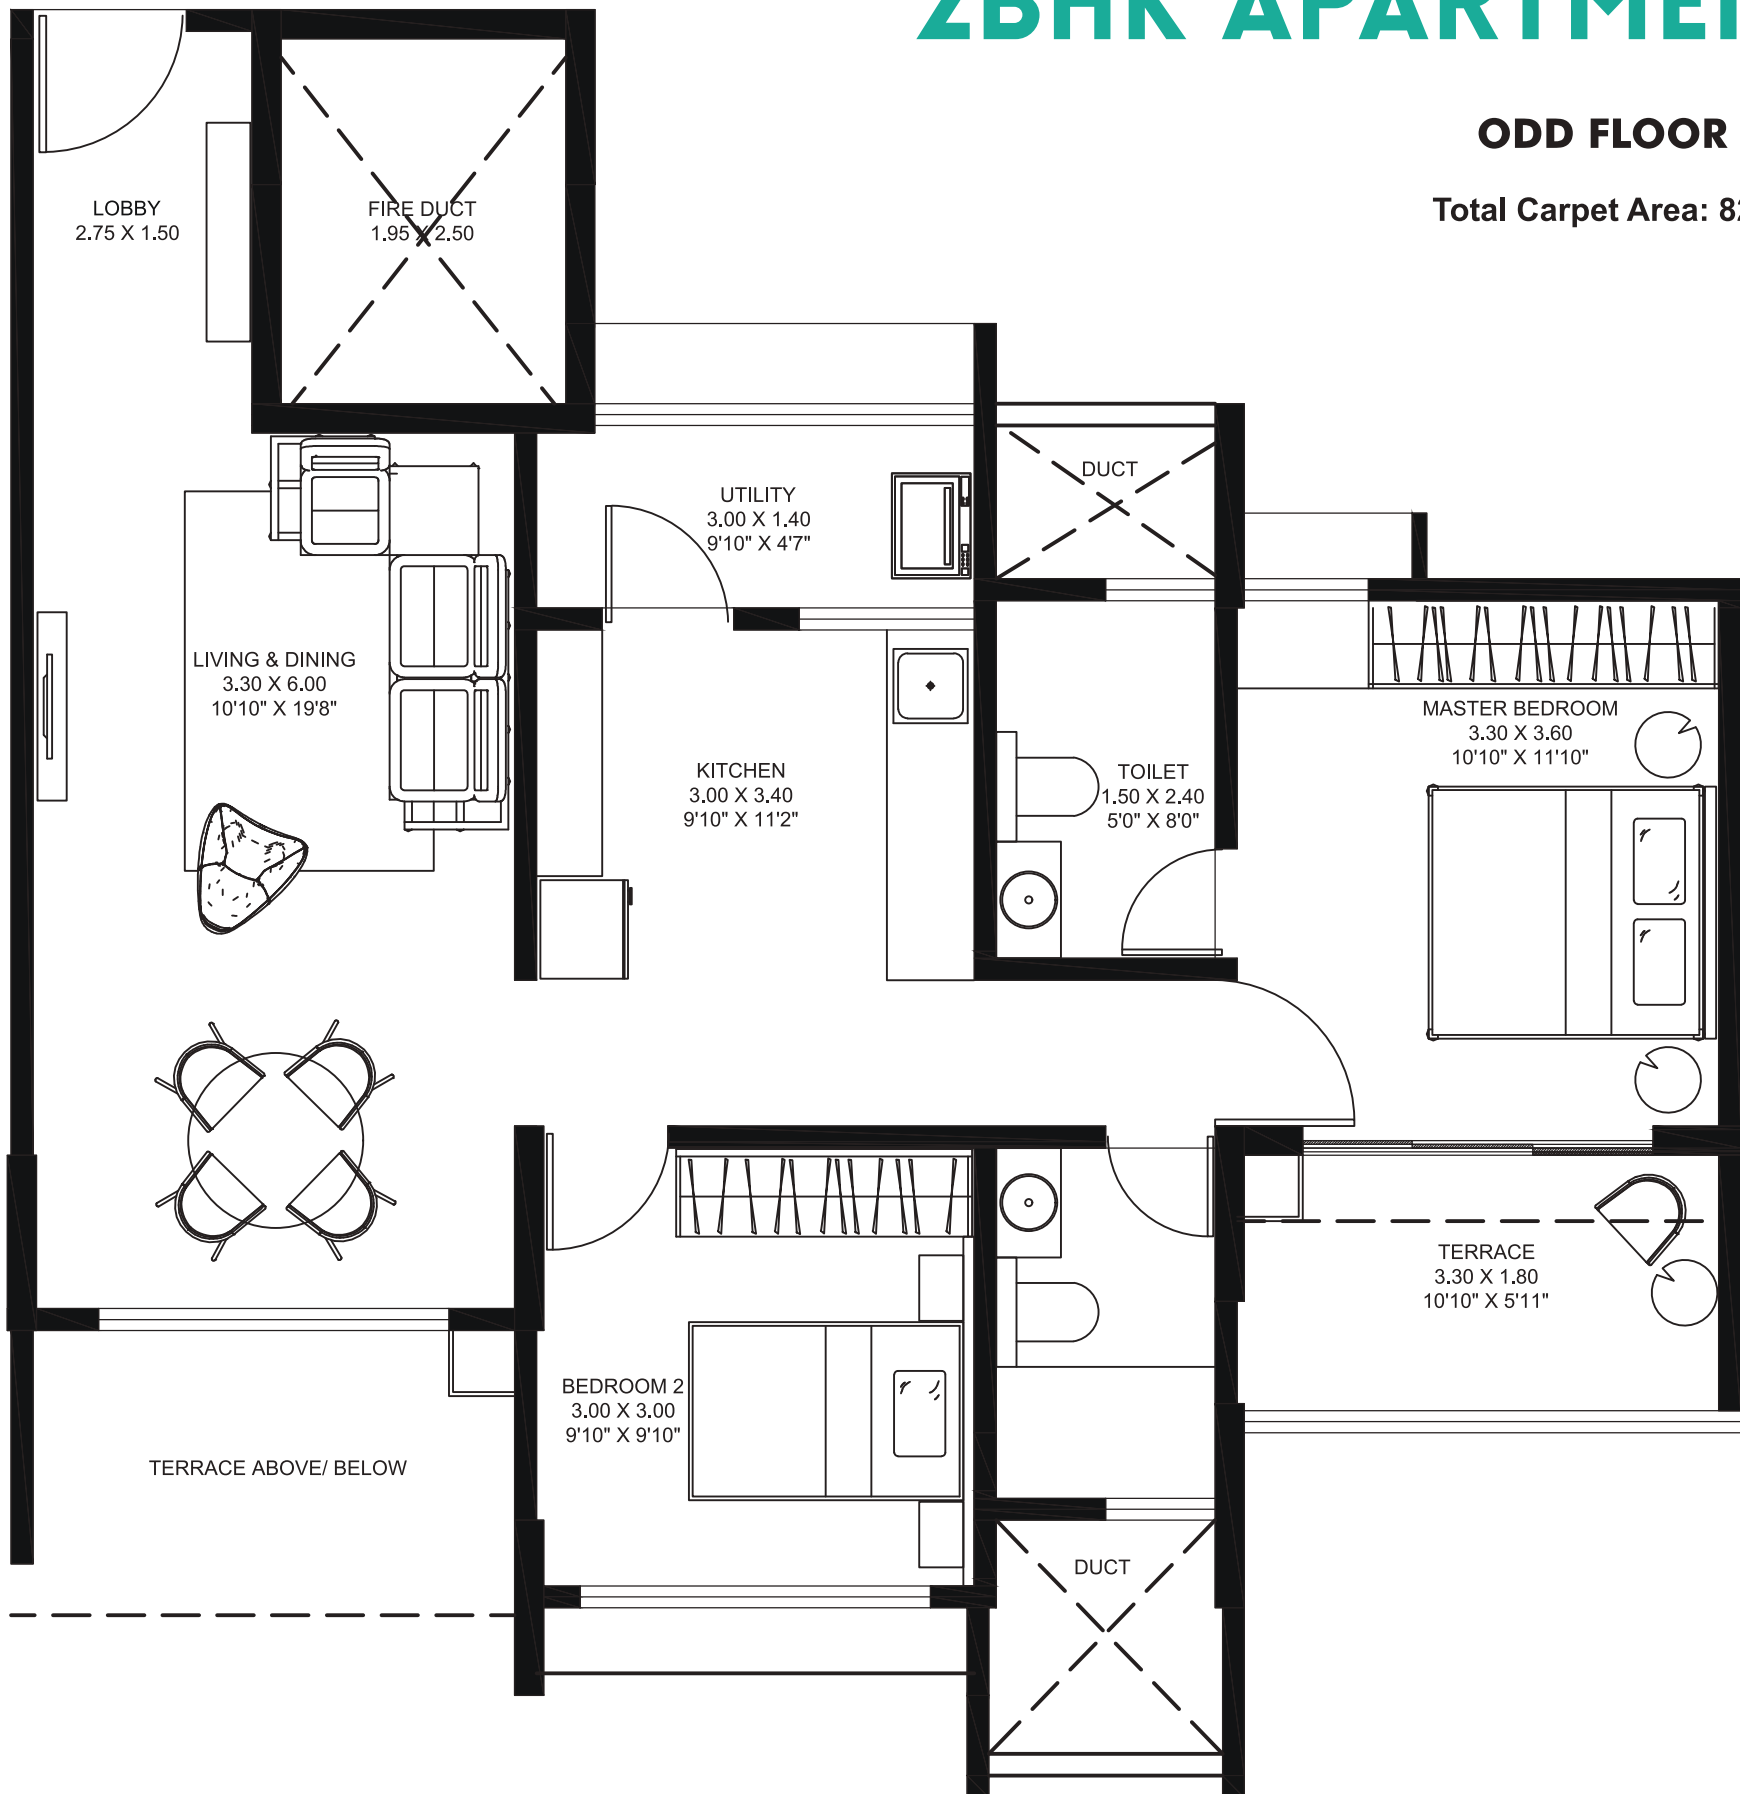 2BHK
ODD FLOOR
Total Carpet Area:
LOBBY
2.75 X 1.50
FIRE DUCT
1.95 X 2.50
UTILITY
3.00 X 1.40
9'10" X 4'7"
DUCT
LIVING & DINING
3.30 X 6.00
10'10" X 19'8"
KITCHEN
3.00 X 3.40
9'10" X 11'2"
TOILET
1.50 X 2.40
5'0" X 8'0"
MASTER BEDROOM
3.30 X 3.60
10'10" X 11'10"
TERRACE
3.30 X 1.80
10'10" X 5'11"
BEDROOM 2
3.00 X 3.00
9'10" X 9'10"
TERRACE ABOVE/ BELOW
DUCT